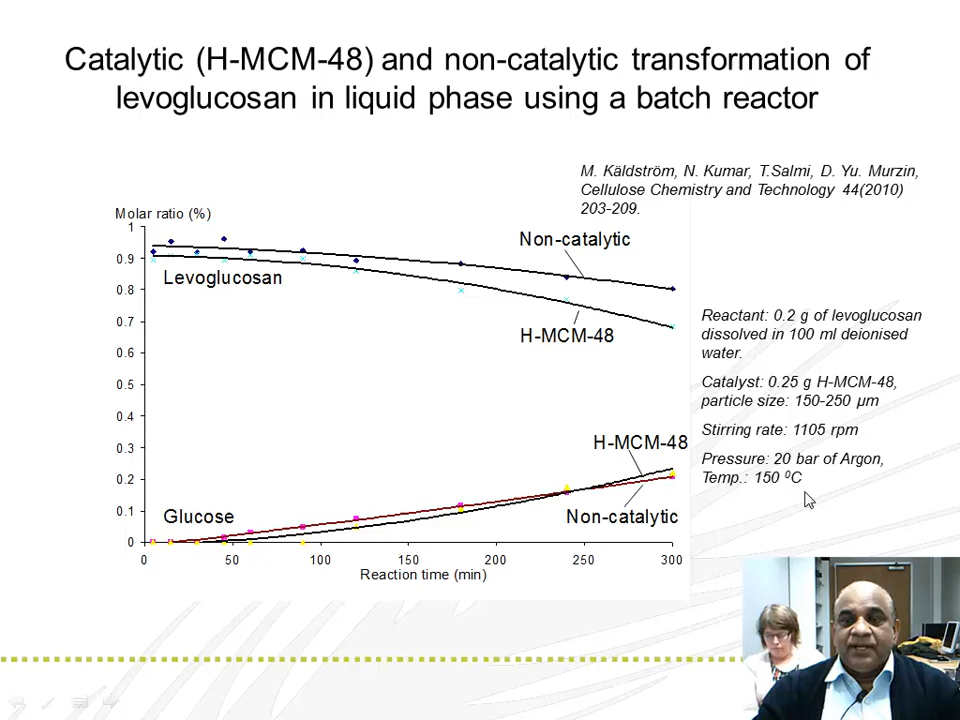 Catalytic (H-MCM-48) and non-catalytic transformation of
levoglucosan in liquid phase using a batch reactor
M. Käldström, N. Kumar, T.Salmi, D. Yu. Murzin,
Cellulose Chemistry and Technology 44(2010)
203-209.
Molar ratio (%)
1
0.9
0.8
0.7
0.6
0.5
0.4
0.3
0.2
0.1
0
Non-catalytic
Levoglucosan
H-MCM-48
H-MCM-48
Glucose
Non-catalytic
0 50 100 150 200 250 300
Reaction time (min)
Reactant: 0.2 g of levoglucosan
dissolved in 100 ml deionised
water.
Catalyst: 0.25 g H-MCM-48,
particle size: 150-250 µm
Stirring rate: 1105 rpm
Pressure: 20 bar of Argon,
Temp.: 150 ⁰C